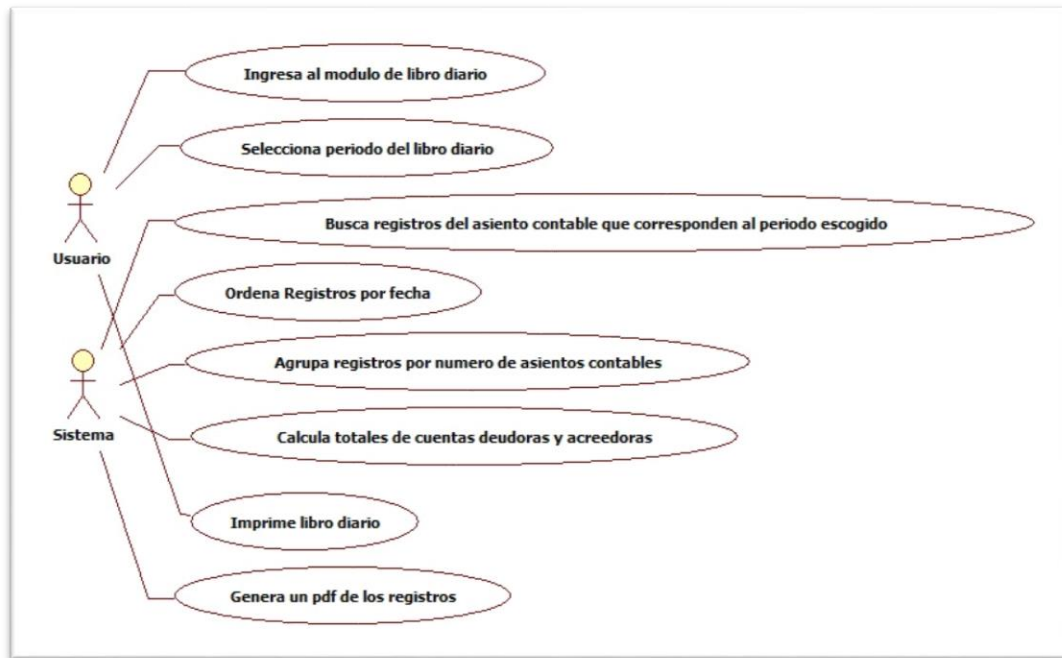 Ingresa al modulo de libro diario
Selecciona periodo del libro diario
Busca registros del asiento contable que corresponden al periodo escogido
Usuario
Ordena Registros por fecha
Agrupa registros por numero de asientos contables
Sistema
Calcula totales de cuentas deudoras y acreedoras
Imprime libro diario
Genera un pdf de los registros